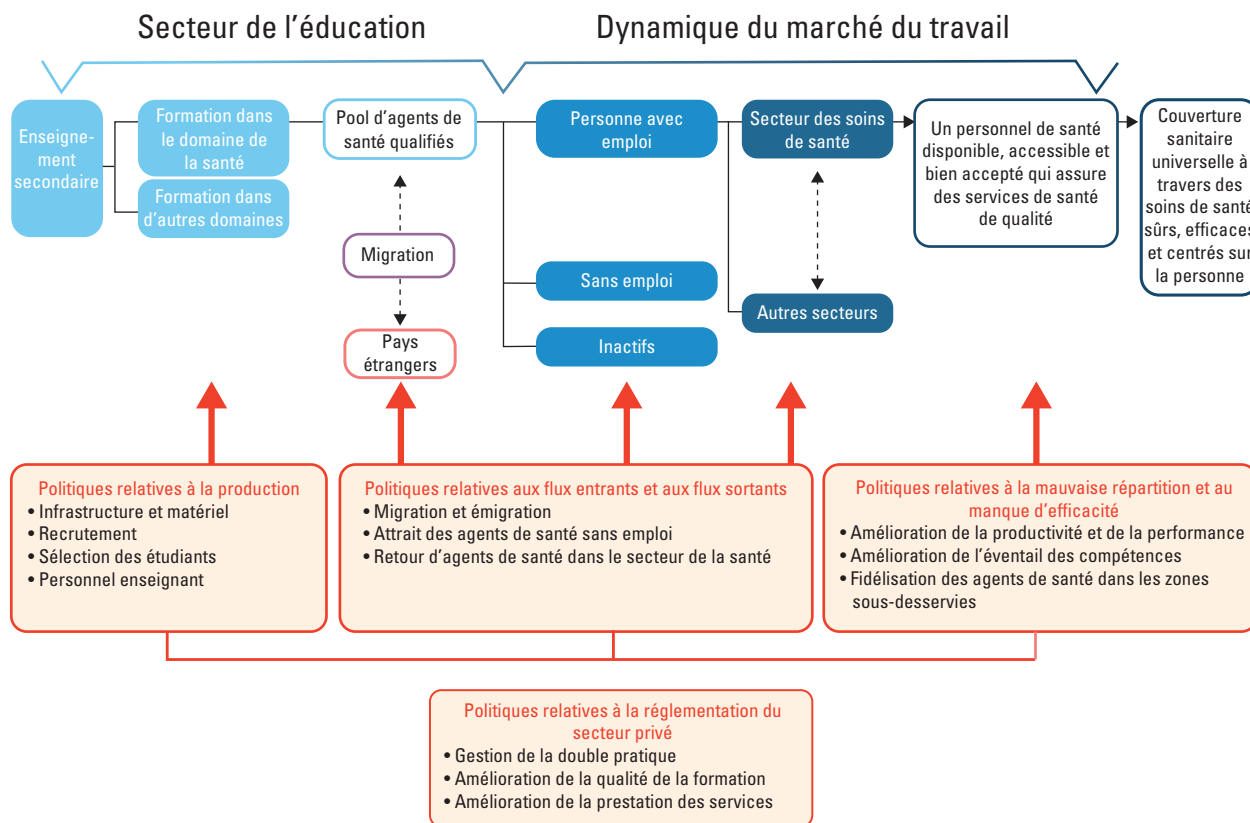 Secteur de l'éducation
Dynamique du marché du travail
Enseigne-
ment
secondaire
Formation dans
le domaine de
la santé
Formation dans
d'autres domaines
Pool d'agents de
santé qualifiés
Migration
Pays
étrangers
Personne avec
emploi
Sans emploi
Inactifs
Secteur des soins
de santé
Autres secteurs
Un personnel de santé
disponible, accessible et
bien accepté qui assure
des services de santé
de qualité
Couverture
sanitaire
universelle à
travers des
soins de santé
sûrs, efficaces
et centrés sur
la personne
Politiques relatives à la production
• Infrastructure et matériel
• Recrutement
• Sélection des étudiants
• Personnel enseignant
Politiques relatives aux flux entrants et aux flux sortants
• Migration et émigration
• Attrait des agents de santé sans emploi
• Retour d'agents de santé dans le secteur de la santé
Politiques relatives à la mauvaise répartition et au
manque d'efficacité
• Amélioration de la productivité et de la performance
• Amélioration de l'éventail des compétences
• Fidélisation des agents de santé dans les zones
sous-desservies
Politiques relatives à la réglementation du
secteur privé
• Gestion de la double pratique
• Amélioration de la qualité de la formation
• Amélioration de la prestation des services